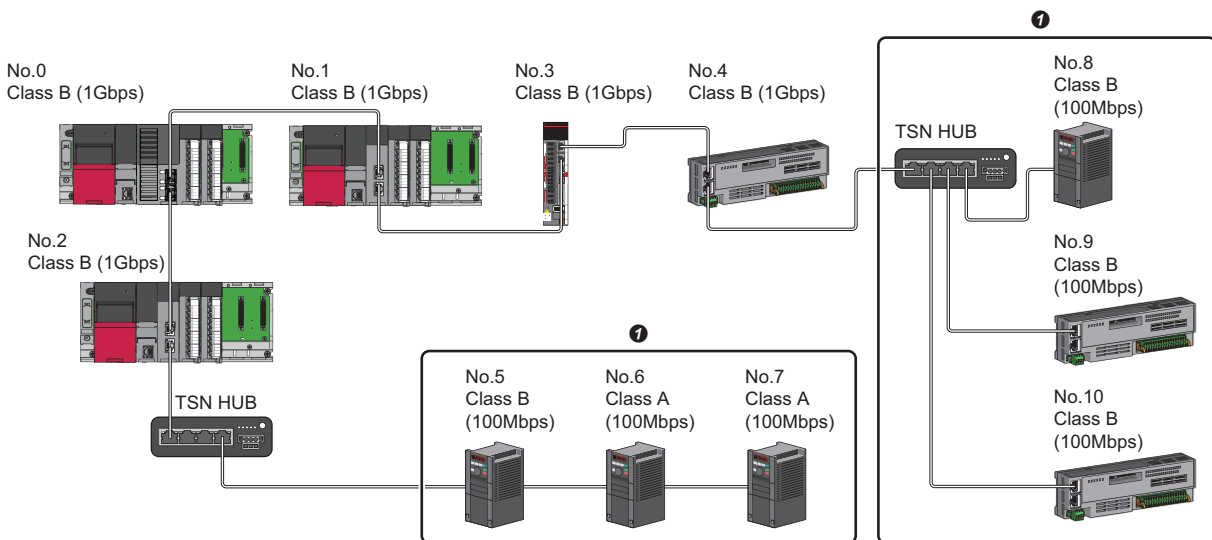 ❶
No.0
Class B (1Gbps)
No.1
Class B (1Gbps)
No.3
Class B (1Gbps)
No.4
Class B (1Gbps)
No.8
Class B
(100Mbps)
TSN HUB
No.2
Class B (1Gbps)
No.9
Class B
(100Mbps)
❶
No.5
Class B
(100Mbps)
No.6
Class A
(100Mbps)
No.7
Class A
(100Mbps)
TSN HUB
No.10
Class B
(100Mbps)